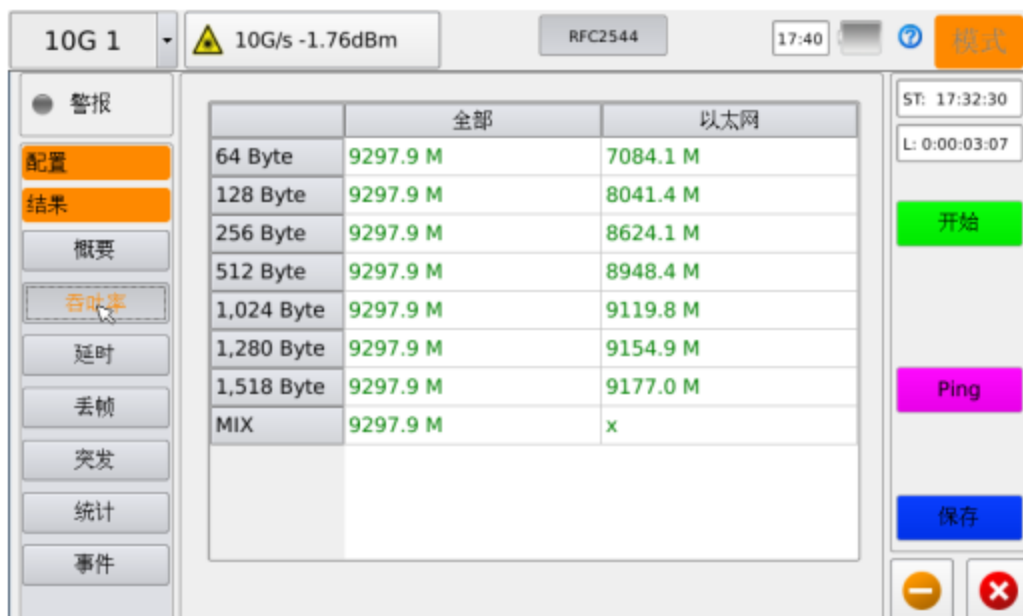 10G 1
10G/s -1.76dBm
RFC2544
17:40
模式
警报
配置
结果
概要
吞吐率
延时
丢帧
突发
统计
事件
全部 以太网
64 Byte 9297.9 M 7084.1 M
128 Byte 9297.9 M 8041.4 M
256 Byte 9297.9 M 8624.1 M
512 Byte 9297.9 M 8948.4 M
1,024 Byte 9297.9 M 9119.8 M
1,280 Byte 9297.9 M 9154.9 M
1,518 Byte 9297.9 M 9177.0 M
MIX 9297.9 M x
ST: 17:32:30
L: 0:00:03:07
开始
Ping
保存